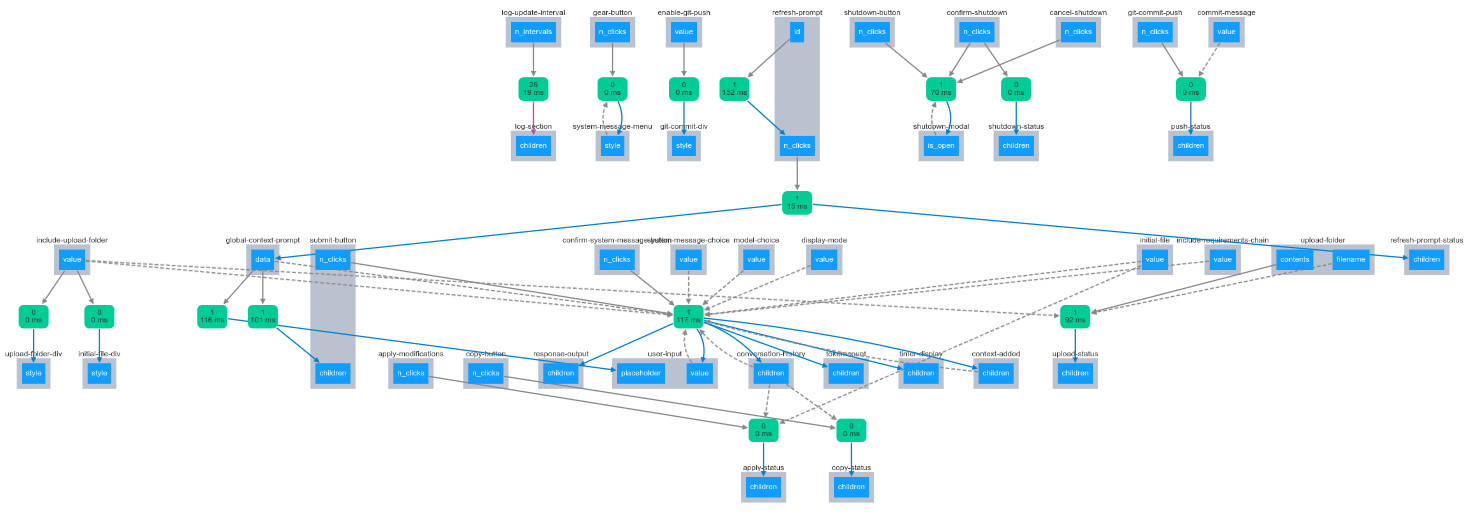 log-update-interval gear-button enable-git-push refresh-prompt shutdown-button confirm-shutdown cancel-shutdown git-commit-push commit-message
n_intervals n_clicks value id n_clicks n_clicks n_clicks n_clicks value
25 0 0 1 1 0 0
19 ms 0 ms 0 ms 152 ms 70 ms 0 ms 0 ms
log-section system-message-menu git-commit-div shutdown-modal shutdown-status push-status
children style style n_clicks is_open children children
1
15 ms
include-upload-folder global-context-prompt submit-button confirm-system-message-button system-message-choice model-choice display-mode initial-file include-requirements-chain upload-folder refresh-prompt-status
value data n_clicks n_clicks value value value value value contents filename children
0 0 1 1 1 1
0 ms 0 ms 116 ms 101 ms 117 ms 92 ms
upload-folder-div initial-file-div apply-modifications copy-button response-output user-input conversation-history timer-display context-added upload-status
style style children n_clicks n_clicks children placeholder value children children children children children
0 0
0 ms 0 ms
apply-status copy-status
children children